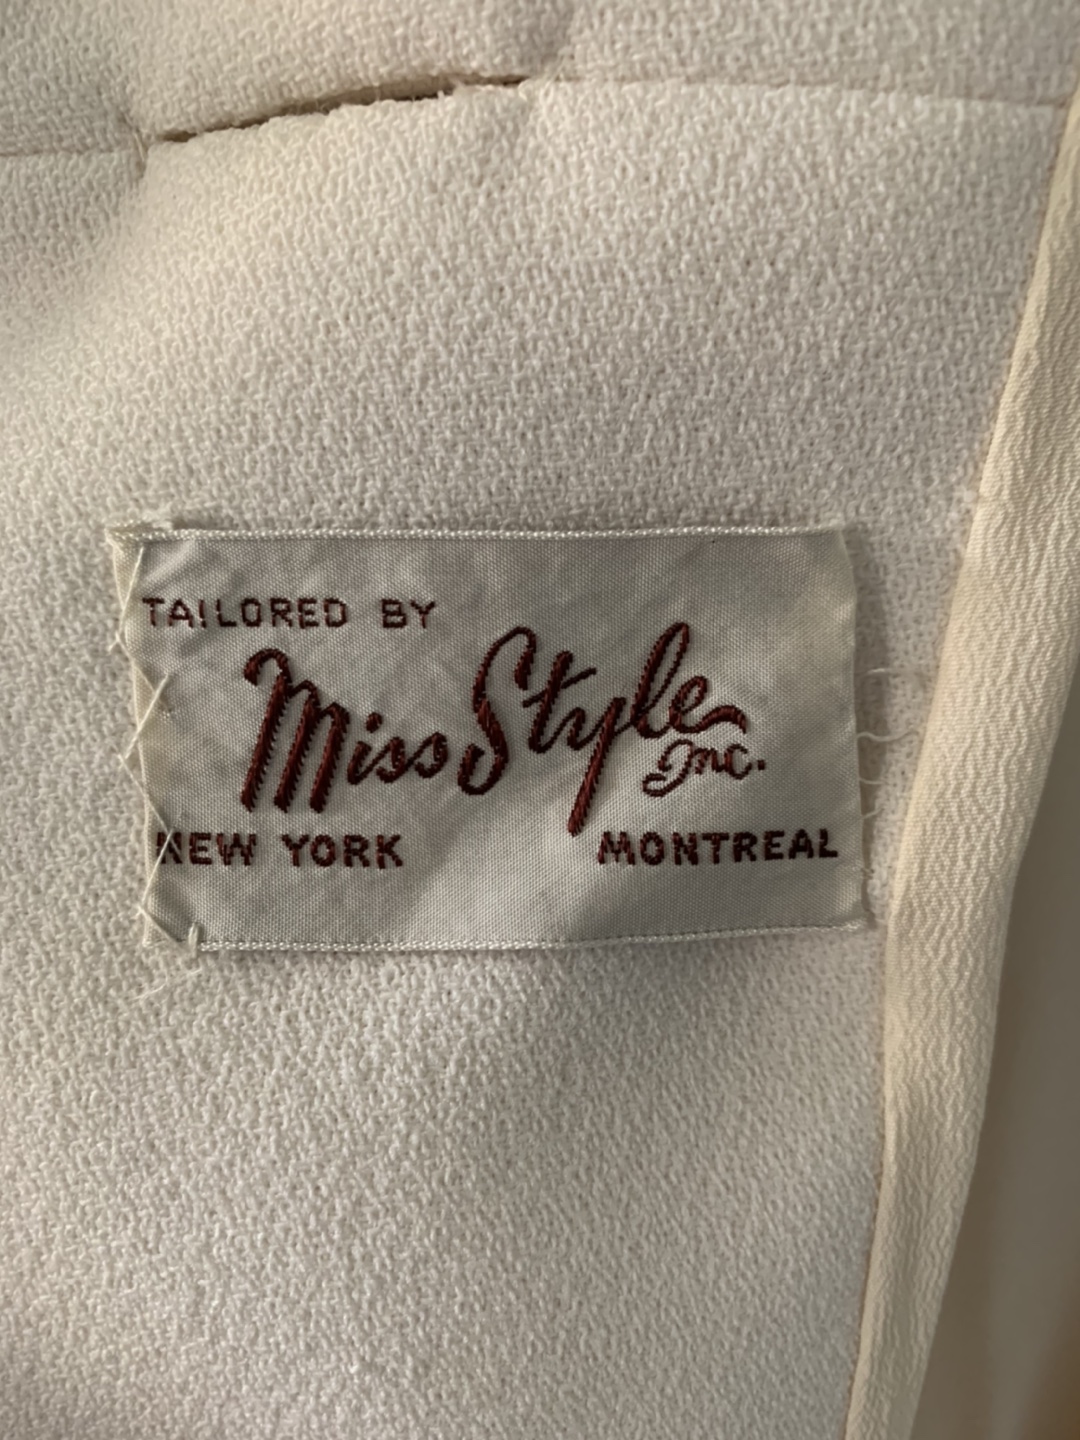 TAILORED BY
Miss Style
Inc.
NEW YORK MONTREAL